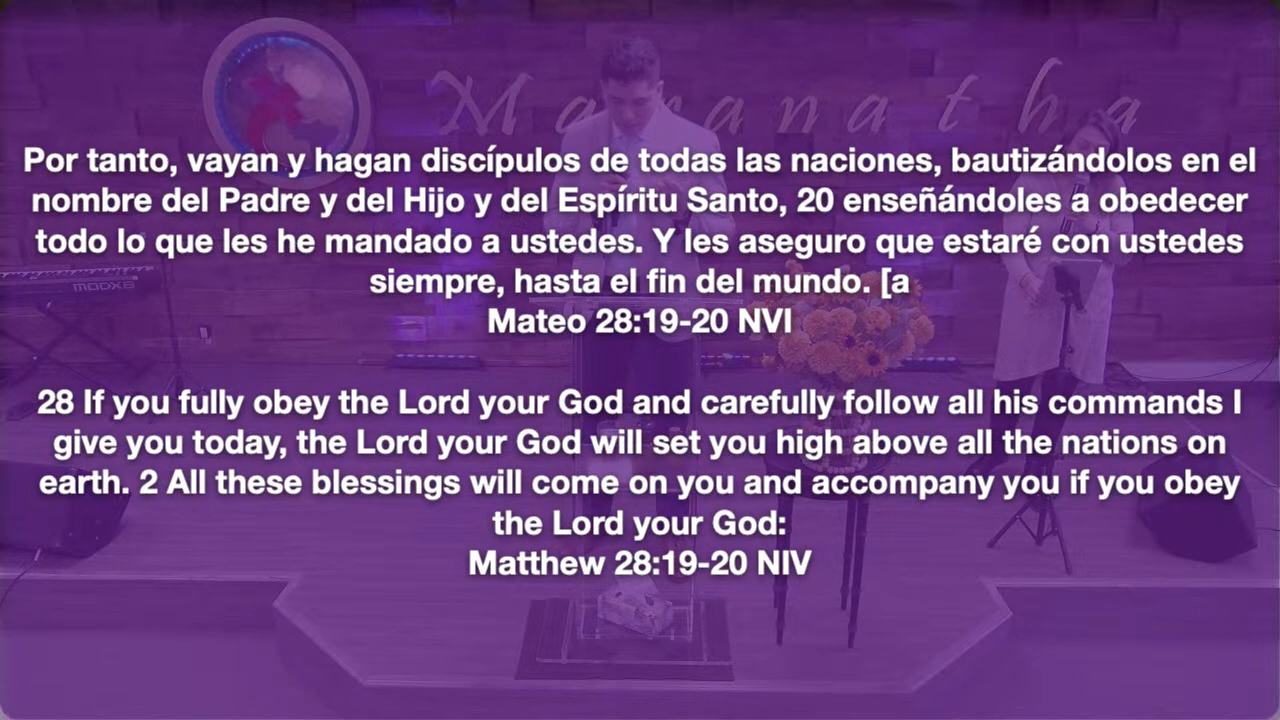 Maranatha
Por tanto, vayan y hagan discípulos de todas las naciones, bautizándolos en el
nombre del Padre y del Hijo y del Espíritu Santo, 20 enseñándoles a obedecer
todo lo que les he mandado a ustedes. Y les aseguro que estaré con ustedes
siempre, hasta el fin del mundo. [a
MODX8
Mateo 28:19-20 NVI
28 If you fully obey the Lord your God and carefully follow all his commands I
give you today, the Lord your God will set you high above all the nations on
earth. 2 All these blessings will come on you and accompany you if you obey
the Lord your God:
Matthew 28:19-20 NIV